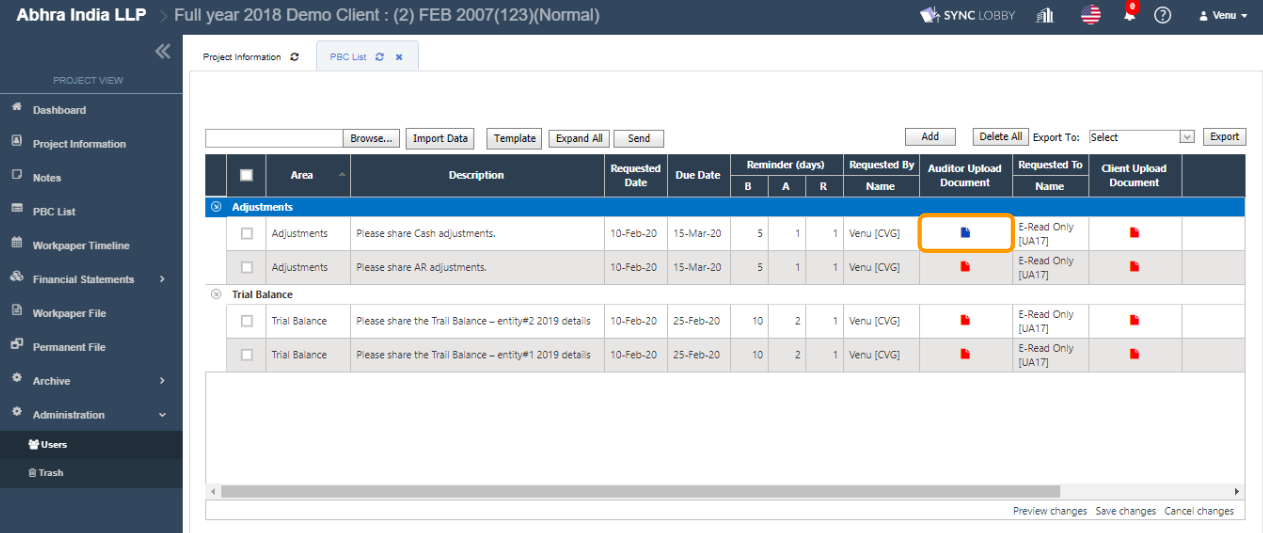 Abhra India LLP > Full year 2018 Demo Client : (2) FEB 2007(123)(Normal)
SYNC LOBBY 0 ? Venu
Project Information PBC List ×
PROJECT VIEW
Dashboard
Project Information
Notes
PBC List
Workpaper Timeline
Financial Statements
Workpaper File
Permanent File
Archive
Administration
Users
Trash
Browse... Import Data Template Expand All Send Add Delete All Export To: Select Export
Area Description Requested Date Due Date Reminder (days) B A R Requested By Name Auditor Upload Document Requested To Name Client Upload Document
Adjustments
Adjustments Please share Cash adjustments. 10-Feb-20 15-Mar-20 5 1 1 Venu [CVG] E-Read Only [UA17]
Adjustments Please share AR adjustments. 10-Feb-20 15-Mar-20 5 1 1 Venu [CVG] E-Read Only [UA17]
Trial Balance
Trial Balance Please share the Trail Balance – entity#2 2019 details 10-Feb-20 25-Feb-20 10 2 1 Venu [CVG] E-Read Only [UA17]
Trial Balance Please share the Trail Balance – entity#1 2019 details 10-Feb-20 25-Feb-20 10 2 1 Venu [CVG] E-Read Only [UA17]
Preview changes Save changes Cancel changes